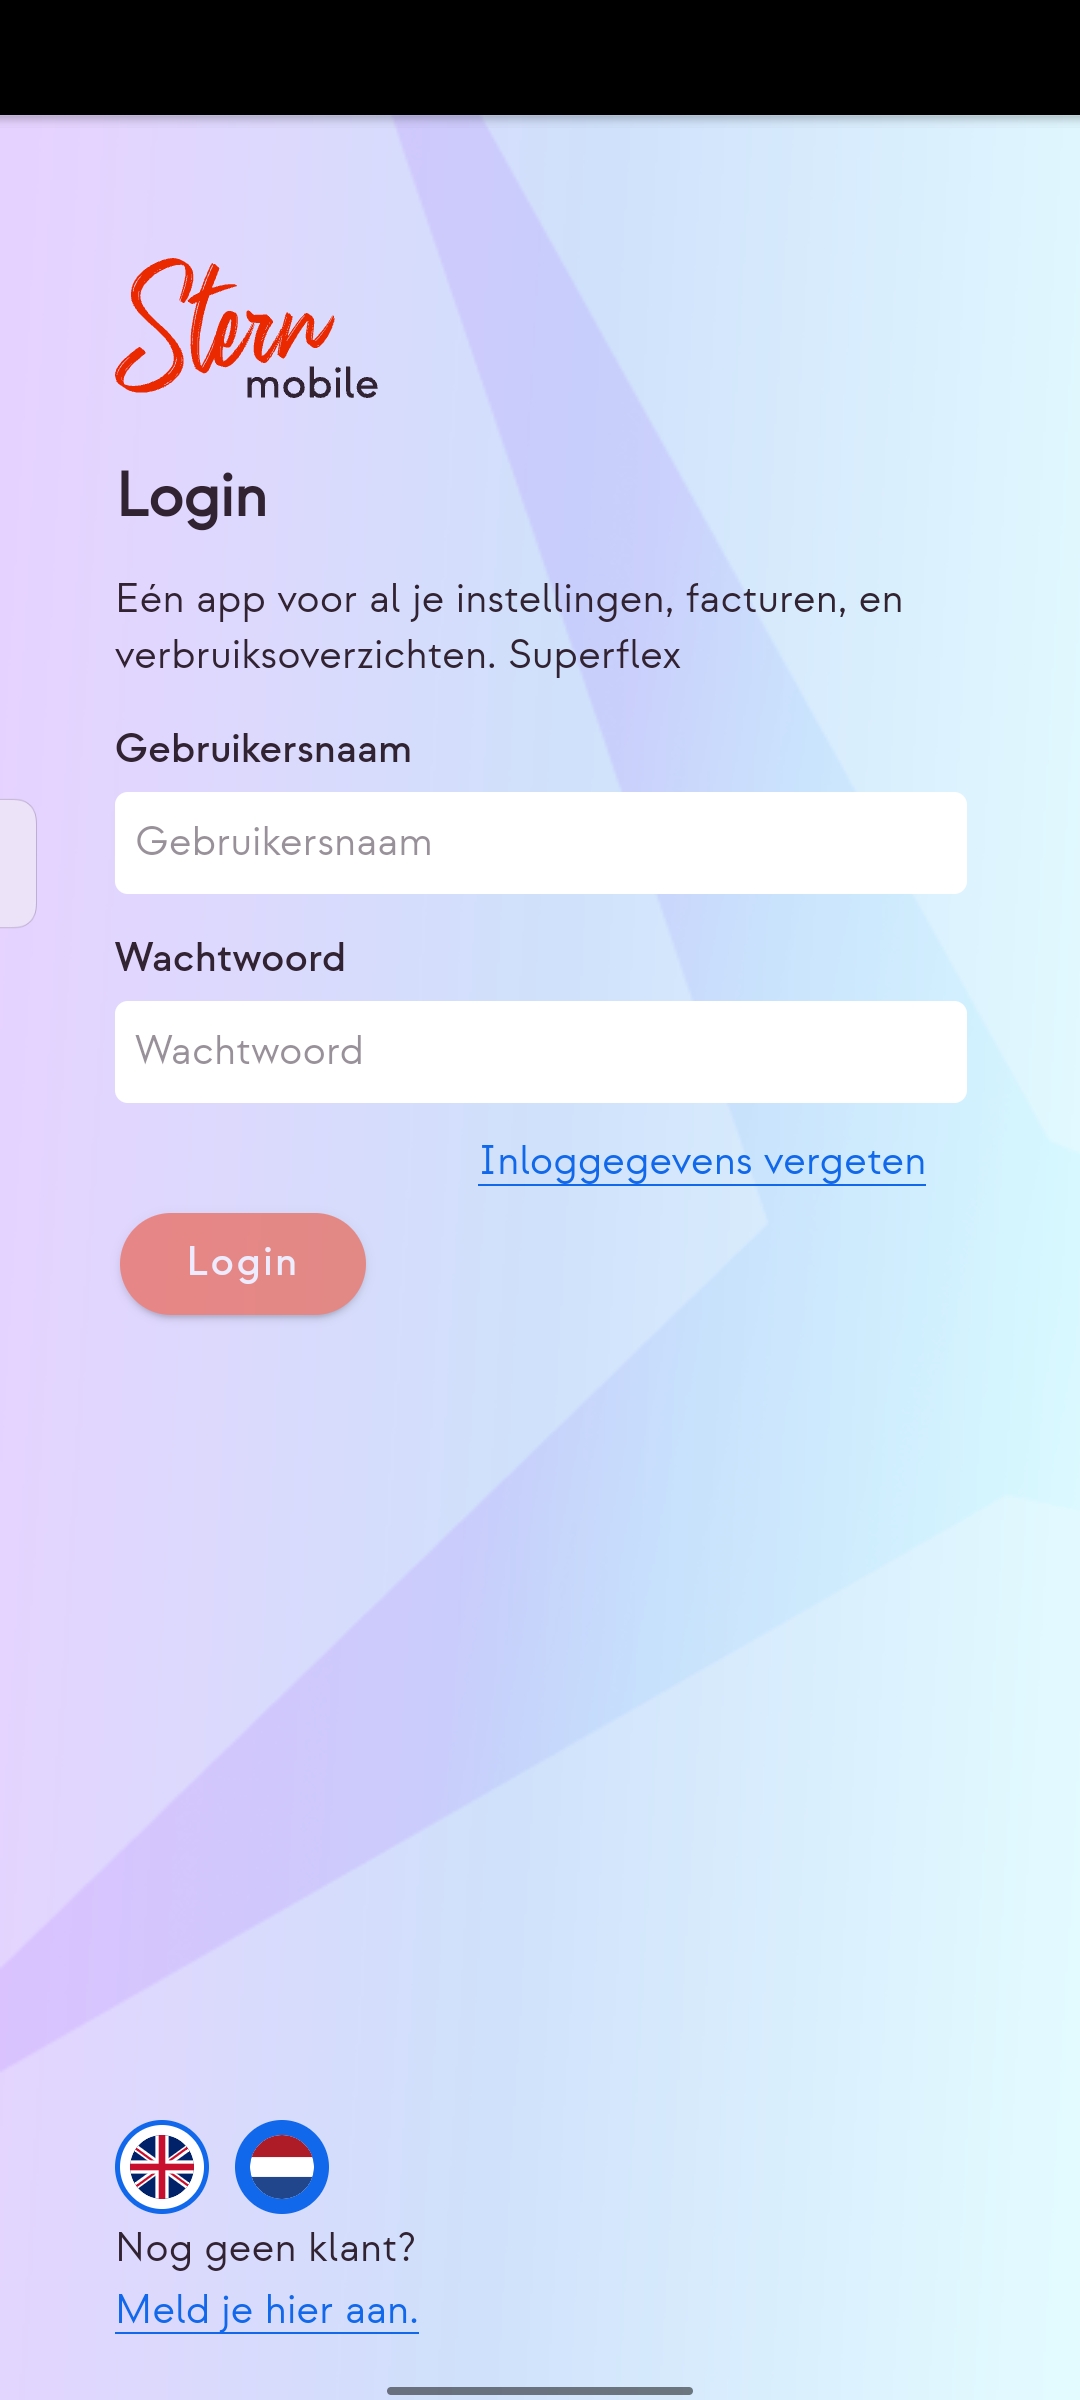 Stern
mobile
Login
Eén app voor al je instellingen, facturen, en
verbruiksoverzichten. Superflex
Gebruikersnaam
Gebruikersnaam
Wachtwoord
Wachtwoord
Inloggegevens vergeten
Login
Nog geen klant?
Meld je hier aan.